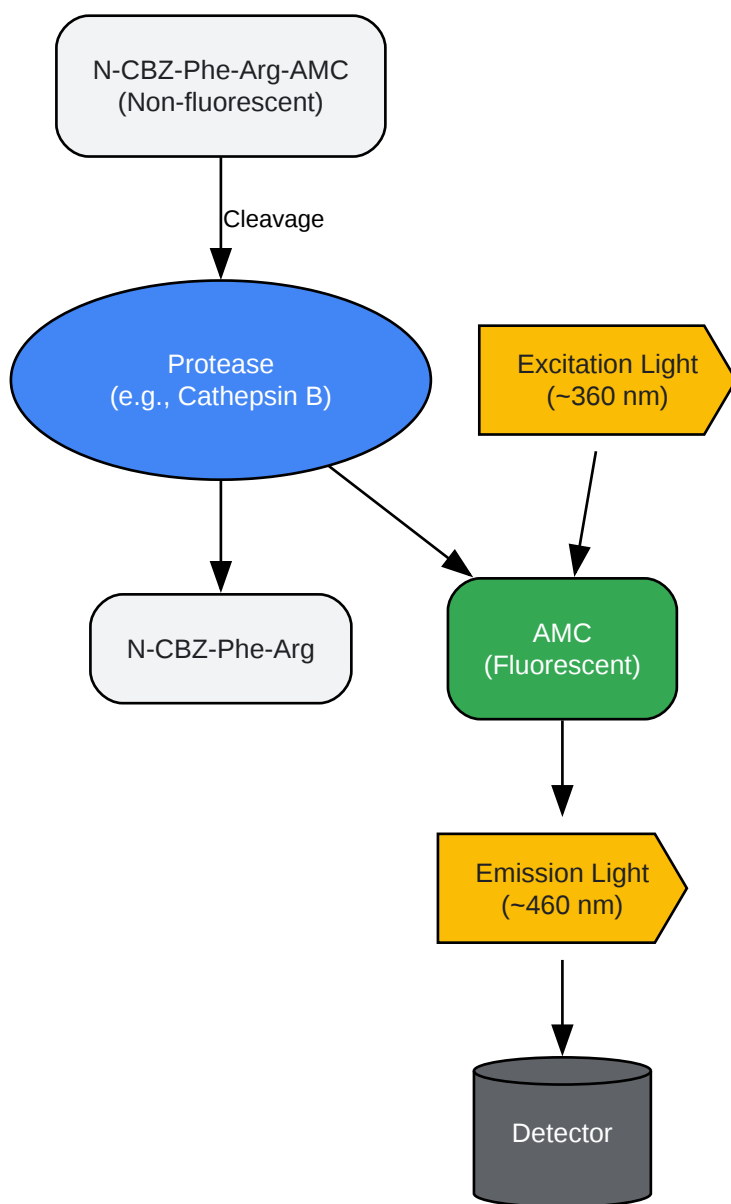 N-CBZ-Phe-Arg-AMC
(Non-fluorescent)
Cleavage
Protease
(e.g., Cathepsin B)
Excitation Light
(~360 nm)
N-CBZ-Phe-Arg
AMC
(Fluorescent)
Emission Light
(~460 nm)
Detector